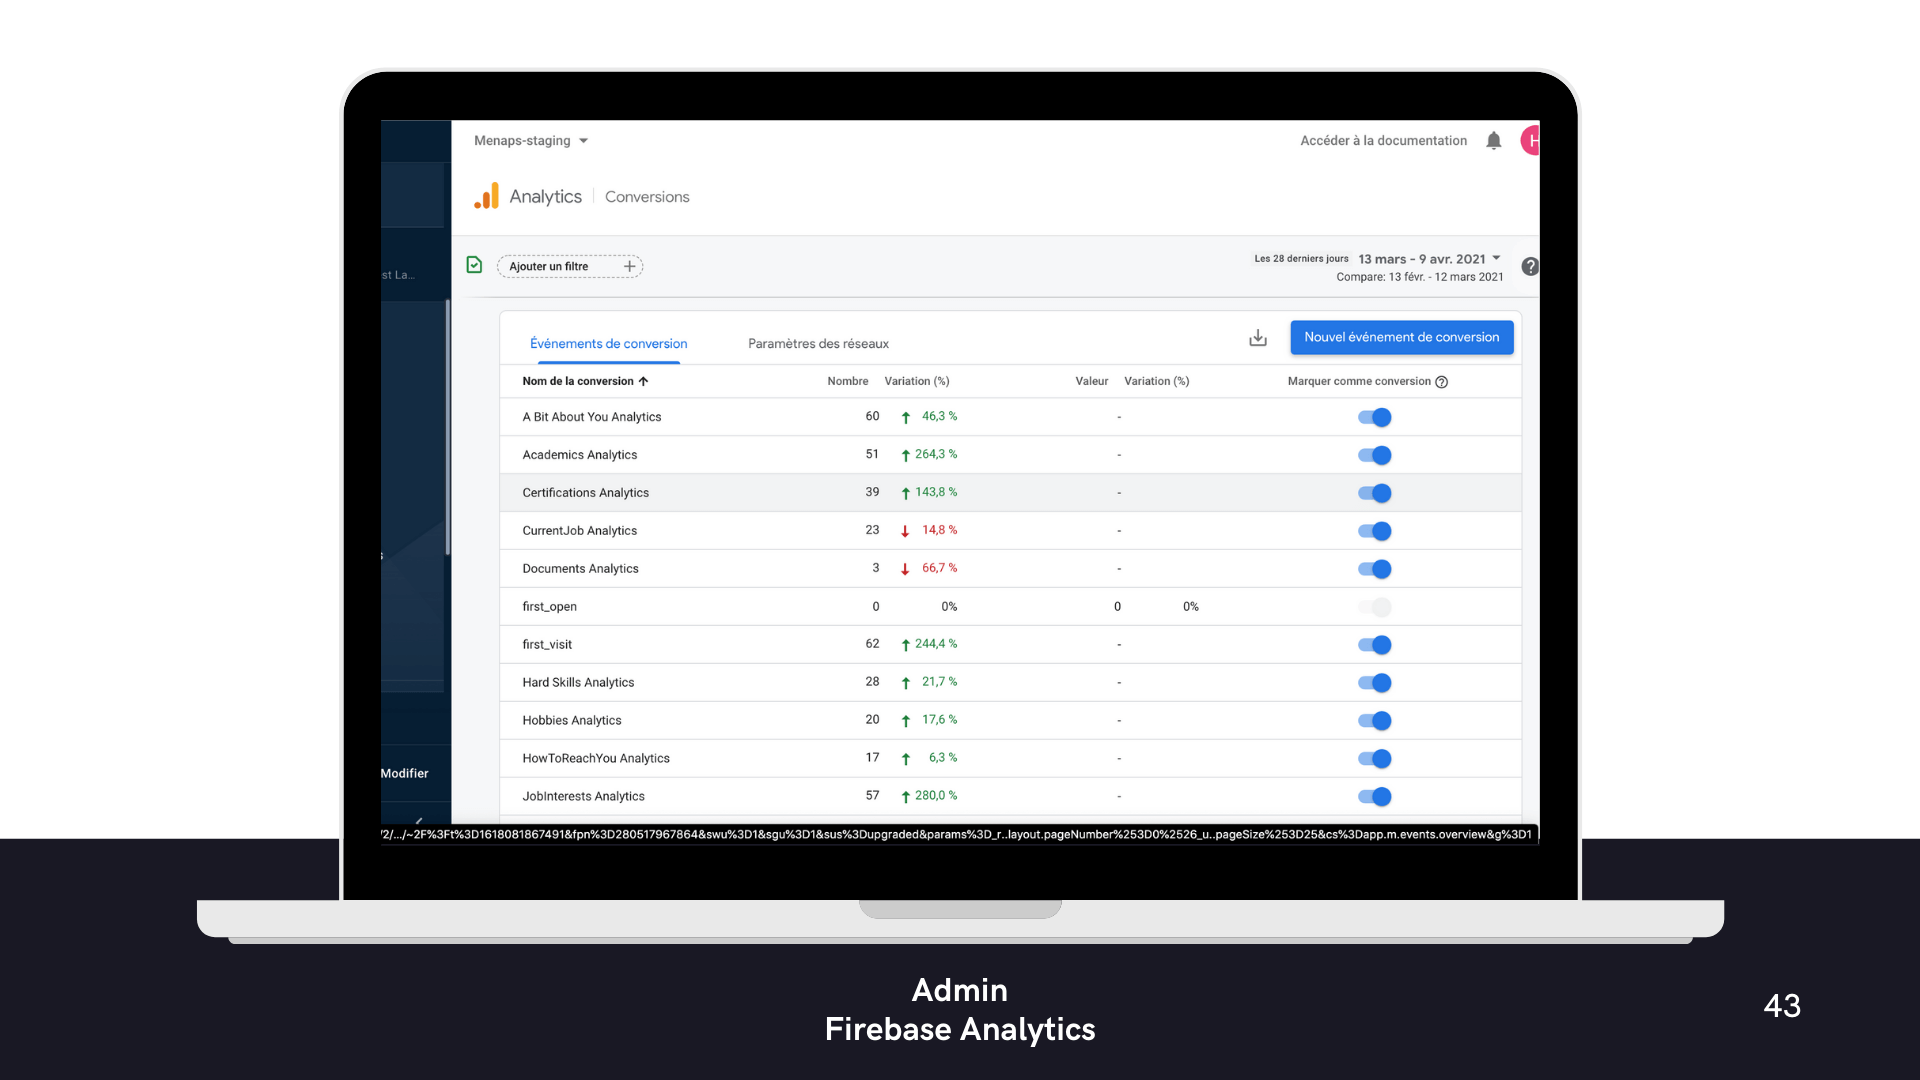 Menaps-staging
Accéder à la documentation
H
Analytics
Conversions
Ajouter un filtre
Les 28 derniers jours 13 mars - 9 avr. 2021
Compare: 13 févr. - 12 mars 2021
st La...
Événements de conversion
Paramètres des réseaux
Nouvel événement de conversion
Nom de la conversion Nombre Variation (%) Valeur Variation (%) Marquer comme conversion
A Bit About You Analytics 60 46,3 % -
Academics Analytics 51 264,3 % -
Certifications Analytics 39 143,8 % -
CurrentJob Analytics 23 14,8 % -
s
Documents Analytics 3 66,7 % -
first_open 0 0% 0 0%
first_visit 62 244,4 % -
Hard Skills Analytics 28 21,7 % -
Hobbies Analytics 20 17,6 % -
HowToReachYou Analytics 17 6,3 % -
Modifier
JobInterests Analytics 57 280,0 % -
/2/.../~2F%3Ft%3D1618081867491&fpn%3D280517967864&swu%3D1&sgu%3D1&sus%3Dupgraded&params%3D_r..layout.pageNumber%253D0%2526_u..pageSize%253D25&cs%3Dapp.m.events.overview&g%3D1
Admin
Firebase Analytics
43